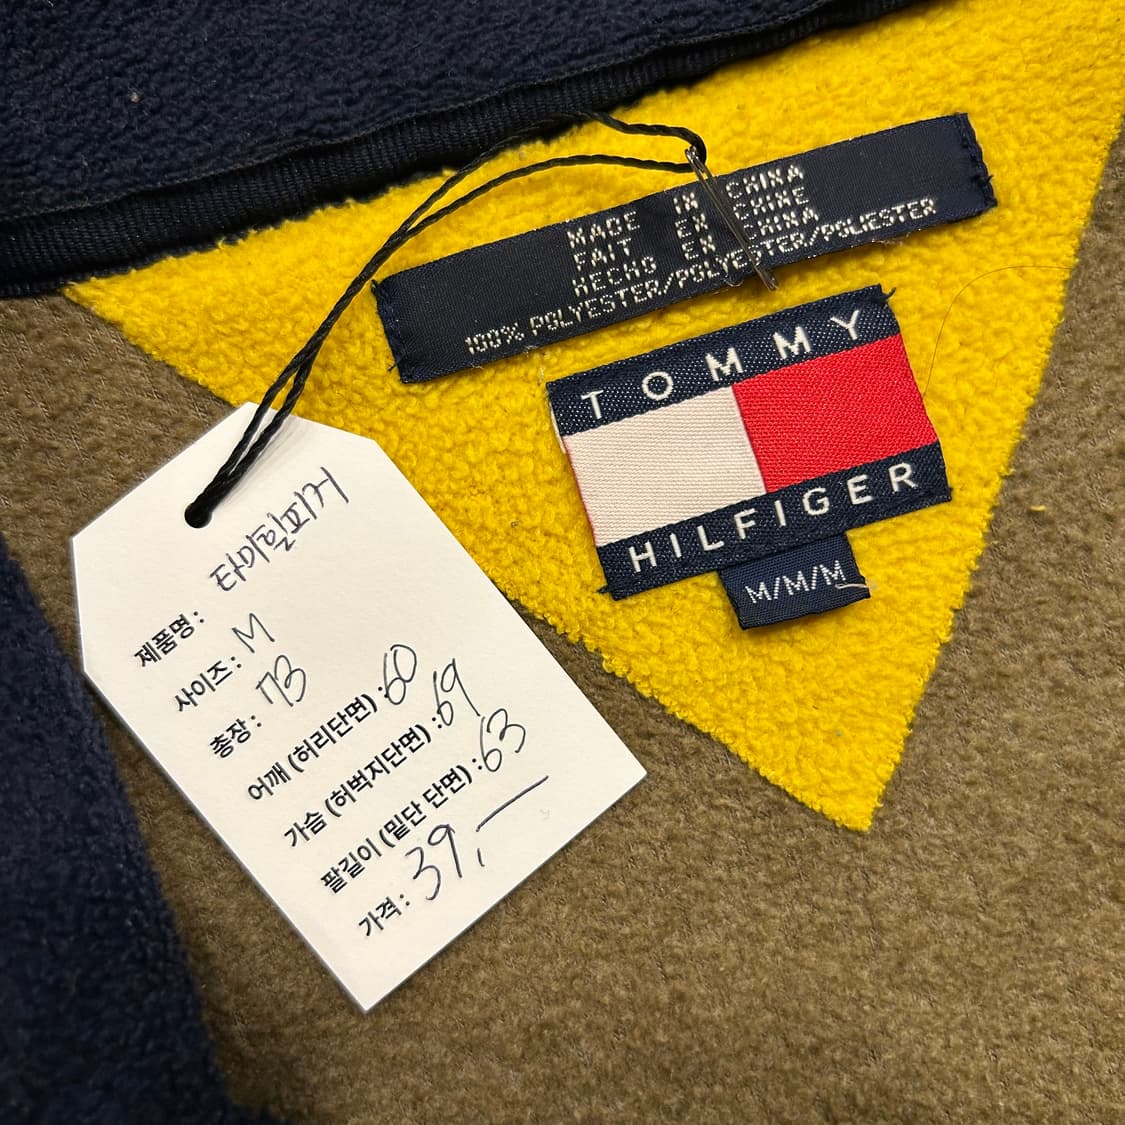 MADE IN CHINA
FAIT EN CHINE
HECHO EN CHINA
100% POLYESTER/POLYESTER/POLIESTER
TOMMY
HILFIGER
M/M/M
제품명 : 타미힐피거
사이즈 : M
총장 : 73
어깨 (허리단면) : 60
가슴 (허벅지단면) : 69
팔길이 (밑단 단면) : 63
가격 : 39,—